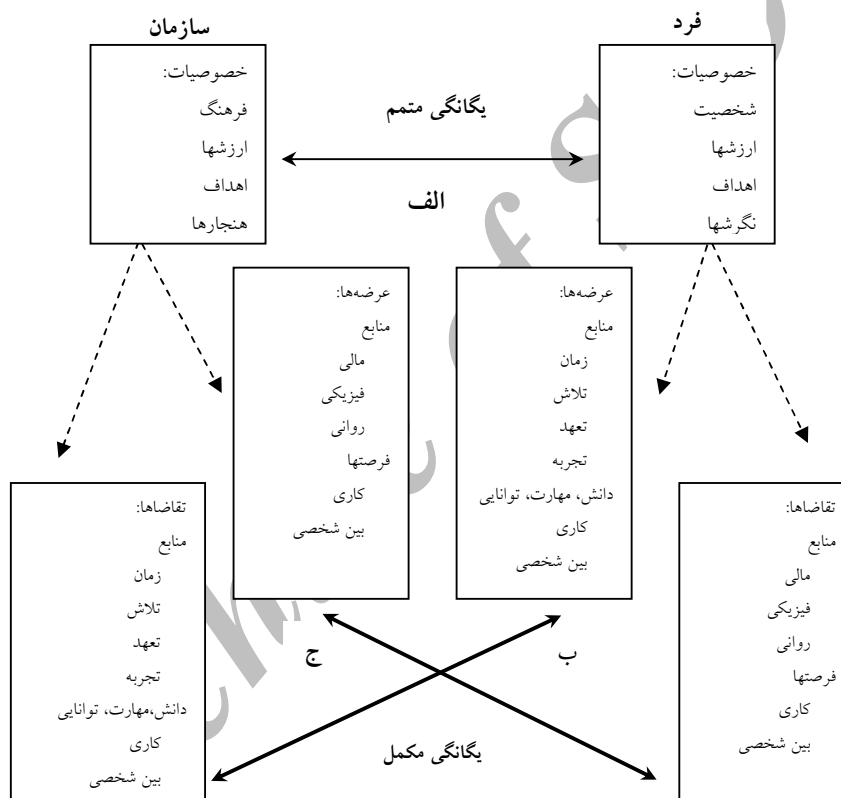 فرد
سازمان
خصوصیات:
شخصیت
ارزشها
اهداف
نگرشها
یگانگی متمم
الف
خصوصیات:
فرهنگ
ارزشها
اهداف
هنجارها
عرضه‌ها:
منابع
زمان
تلاش
تعهد
تجربه
دانش، مهارت، توانایی
کاری
بین شخصی
عرضه‌ها:
منابع
مالی
فیزیکی
روانی
فرصتها
کاری
بین شخصی
تقاضاها:
منابع
مالی
فیزیکی
روانی
فرصتها
کاری
بین شخصی
تقاضاها:
منابع
زمان
تلاش
تعهد
تجربه
دانش،مهارت، توانایی
کاری
بین شخصی
ب
ج
یگانگی مکمل